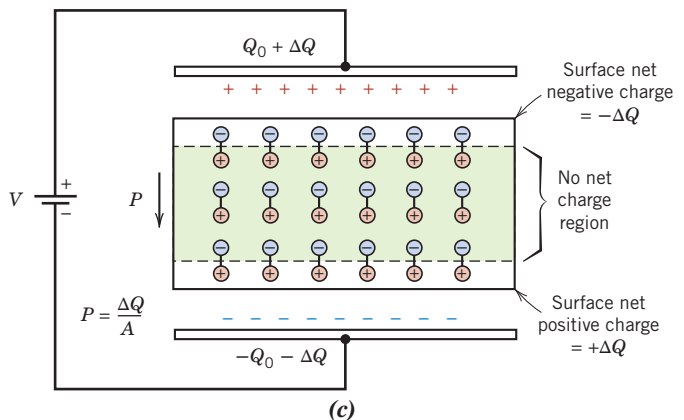 Q₀ + ΔQ
+ + + + + + + + +
Surface net
negative charge
= −ΔQ
− − − − − −
+ + + + + +
V
+
−
P
− − − − − −
+ + + + + +
No net
charge
region
− − − − − −
+ + + + + +
P = ΔQ/A
− − − − − − − − −
Surface net
positive charge
= +ΔQ
−Q₀ − ΔQ
(c)